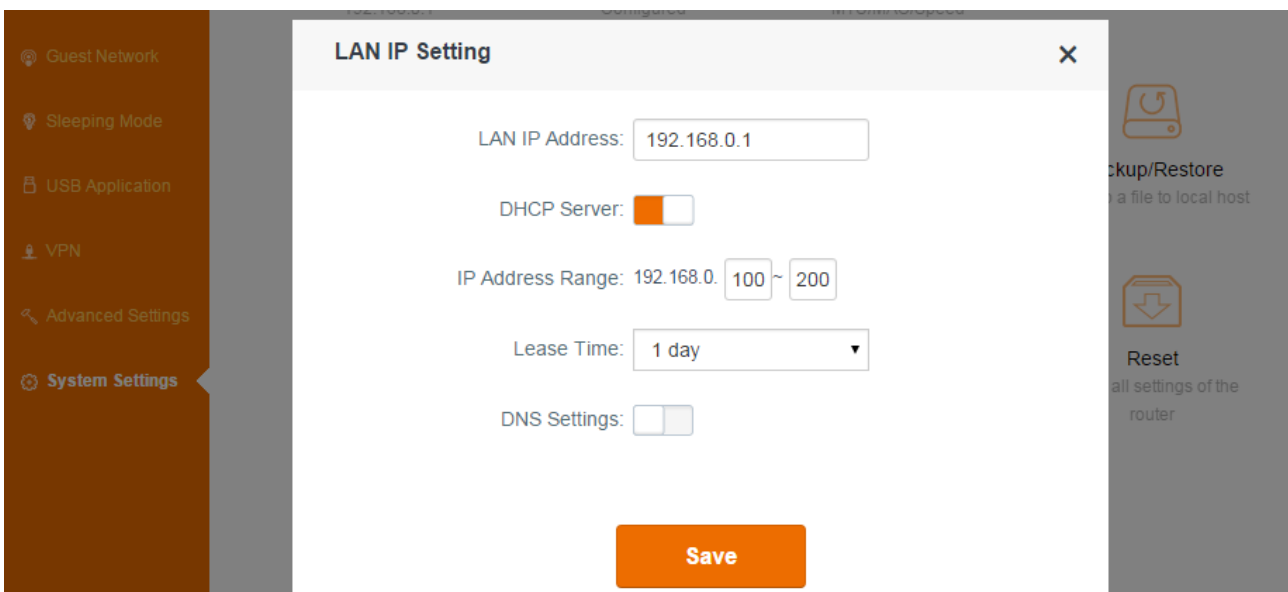 LAN IP Setting
Guest Network
Sleeping Mode
USB Application
VPN
Advanced Settings
System Settings
LAN IP Address: 192.168.0.1
DHCP Server:
IP Address Range: 192.168.0. 100 ~ 200
Lease Time: 1 day
DNS Settings:
Save
ckup/Restore
a file to local host
Reset
all settings of the
router